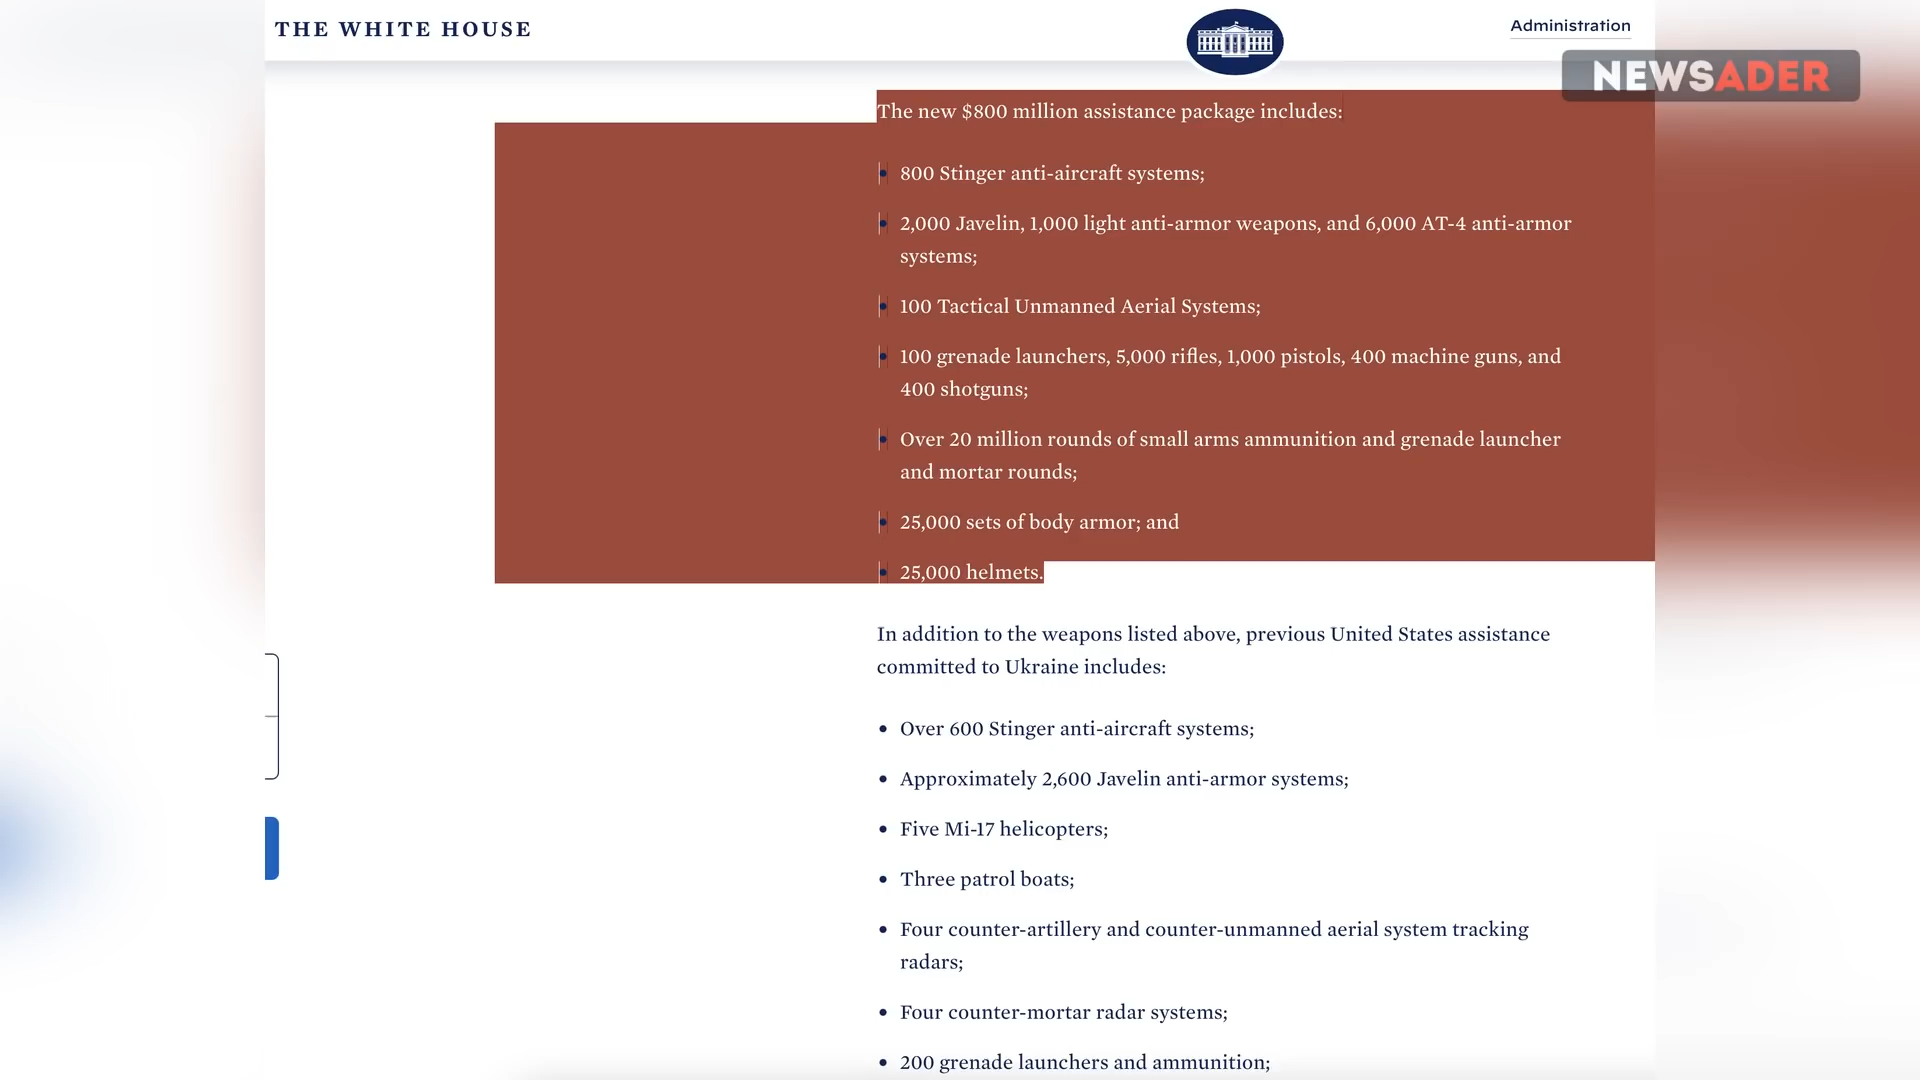 THE WHITE HOUSE
Administration
NEWSADER
The new $800 million assistance package includes:
• 800 Stinger anti-aircraft systems;
• 2,000 Javelin, 1,000 light anti-armor weapons, and 6,000 AT-4 anti-armor
systems;
• 100 Tactical Unmanned Aerial Systems;
• 100 grenade launchers, 5,000 rifles, 1,000 pistols, 400 machine guns, and
400 shotguns;
• Over 20 million rounds of small arms ammunition and grenade launcher
and mortar rounds;
• 25,000 sets of body armor; and
• 25,000 helmets.
In addition to the weapons listed above, previous United States assistance
committed to Ukraine includes:
• Over 600 Stinger anti-aircraft systems;
• Approximately 2,600 Javelin anti-armor systems;
• Five Mi-17 helicopters;
• Three patrol boats;
• Four counter-artillery and counter-unmanned aerial system tracking
radars;
• Four counter-mortar radar systems;
• 200 grenade launchers and ammunition;